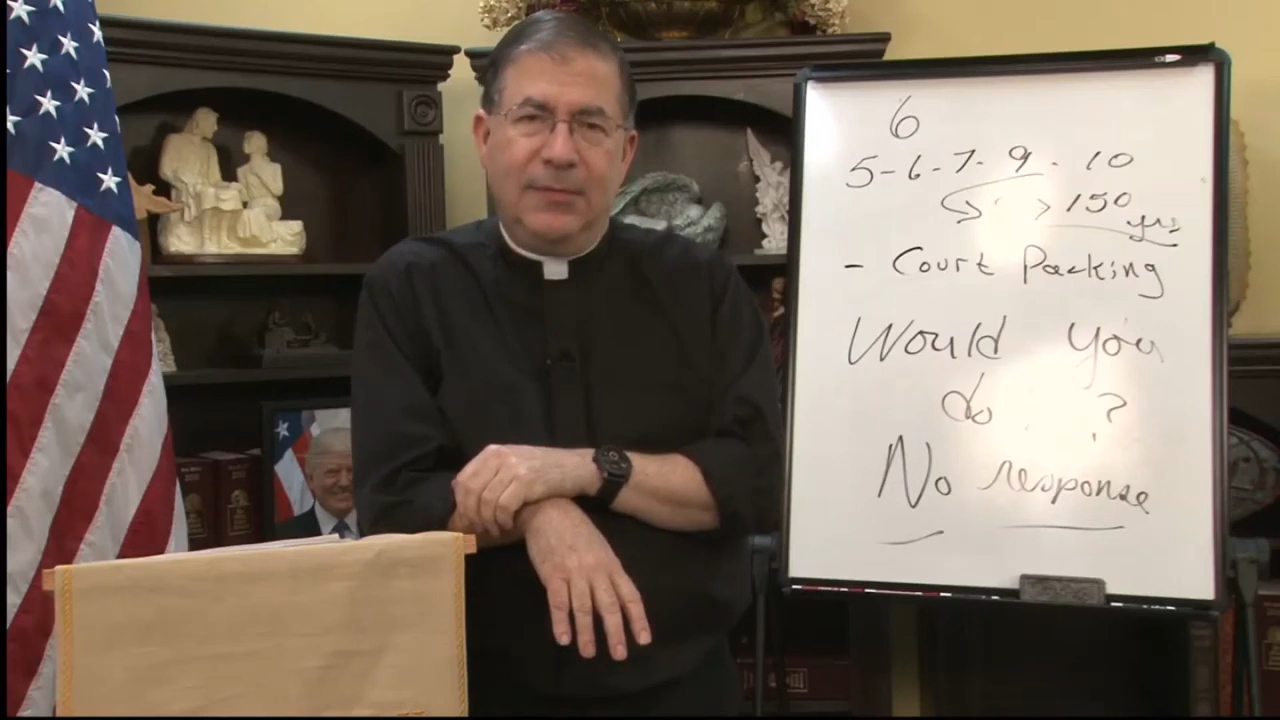 6
5-6-7-9-10
> 150
yrs
- Court Packing
Would you
do ?
No response